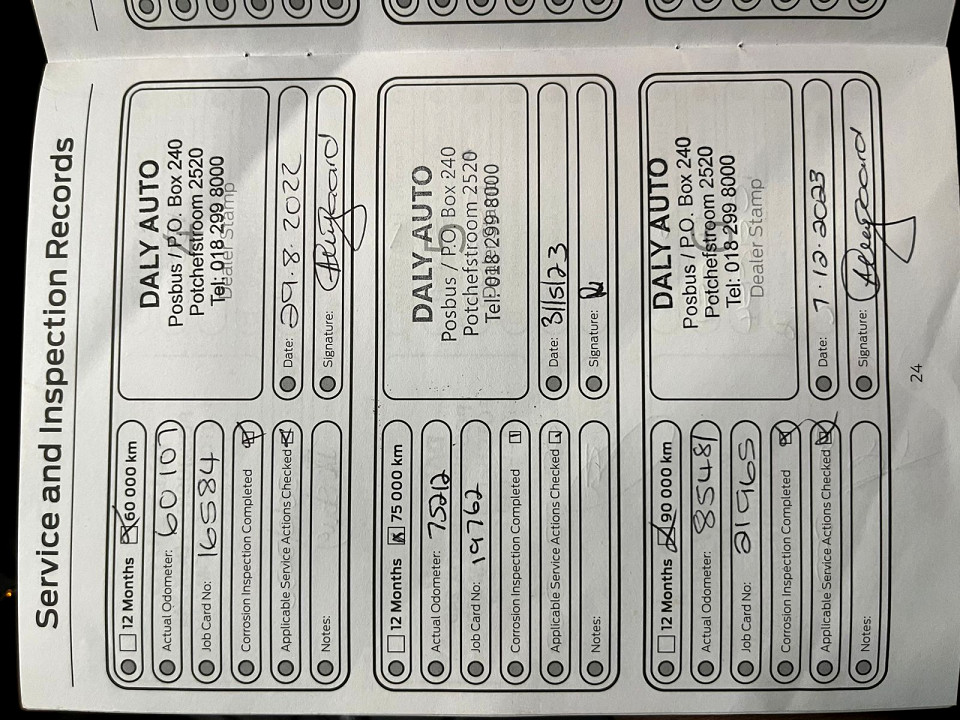 Service and Inspection Records
12 Months 60 000 km
Actual Odometer: 60107
Job Card No: 16584
Corrosion Inspection Completed
Applicable Service Actions Checked
Notes:
DALY AUTO
Posbus / P.O. Box 240
Potchefstroom 2520
Tel: 018 299 8000
Dealer Stamp
Date: 29.8.2022
Signature:
12 Months 75 000 km
Actual Odometer: 75212
Job Card No: 19762
Corrosion Inspection Completed
Applicable Service Actions Checked
Notes:
DALY AUTO
Posbus / P.O. Box 240
Potchefstroom 2520
Tel: 018 299 8000
Date: 31/5/23
Signature:
12 Months 90 000 km
Actual Odometer: 85481
Job Card No: 21965
Corrosion Inspection Completed
Applicable Service Actions Checked
Notes:
DALY AUTO
Posbus / P.O. Box 240
Potchefstroom 2520
Tel: 018 299 8000
Dealer Stamp
Date: 7.12.2023
Signature:
24